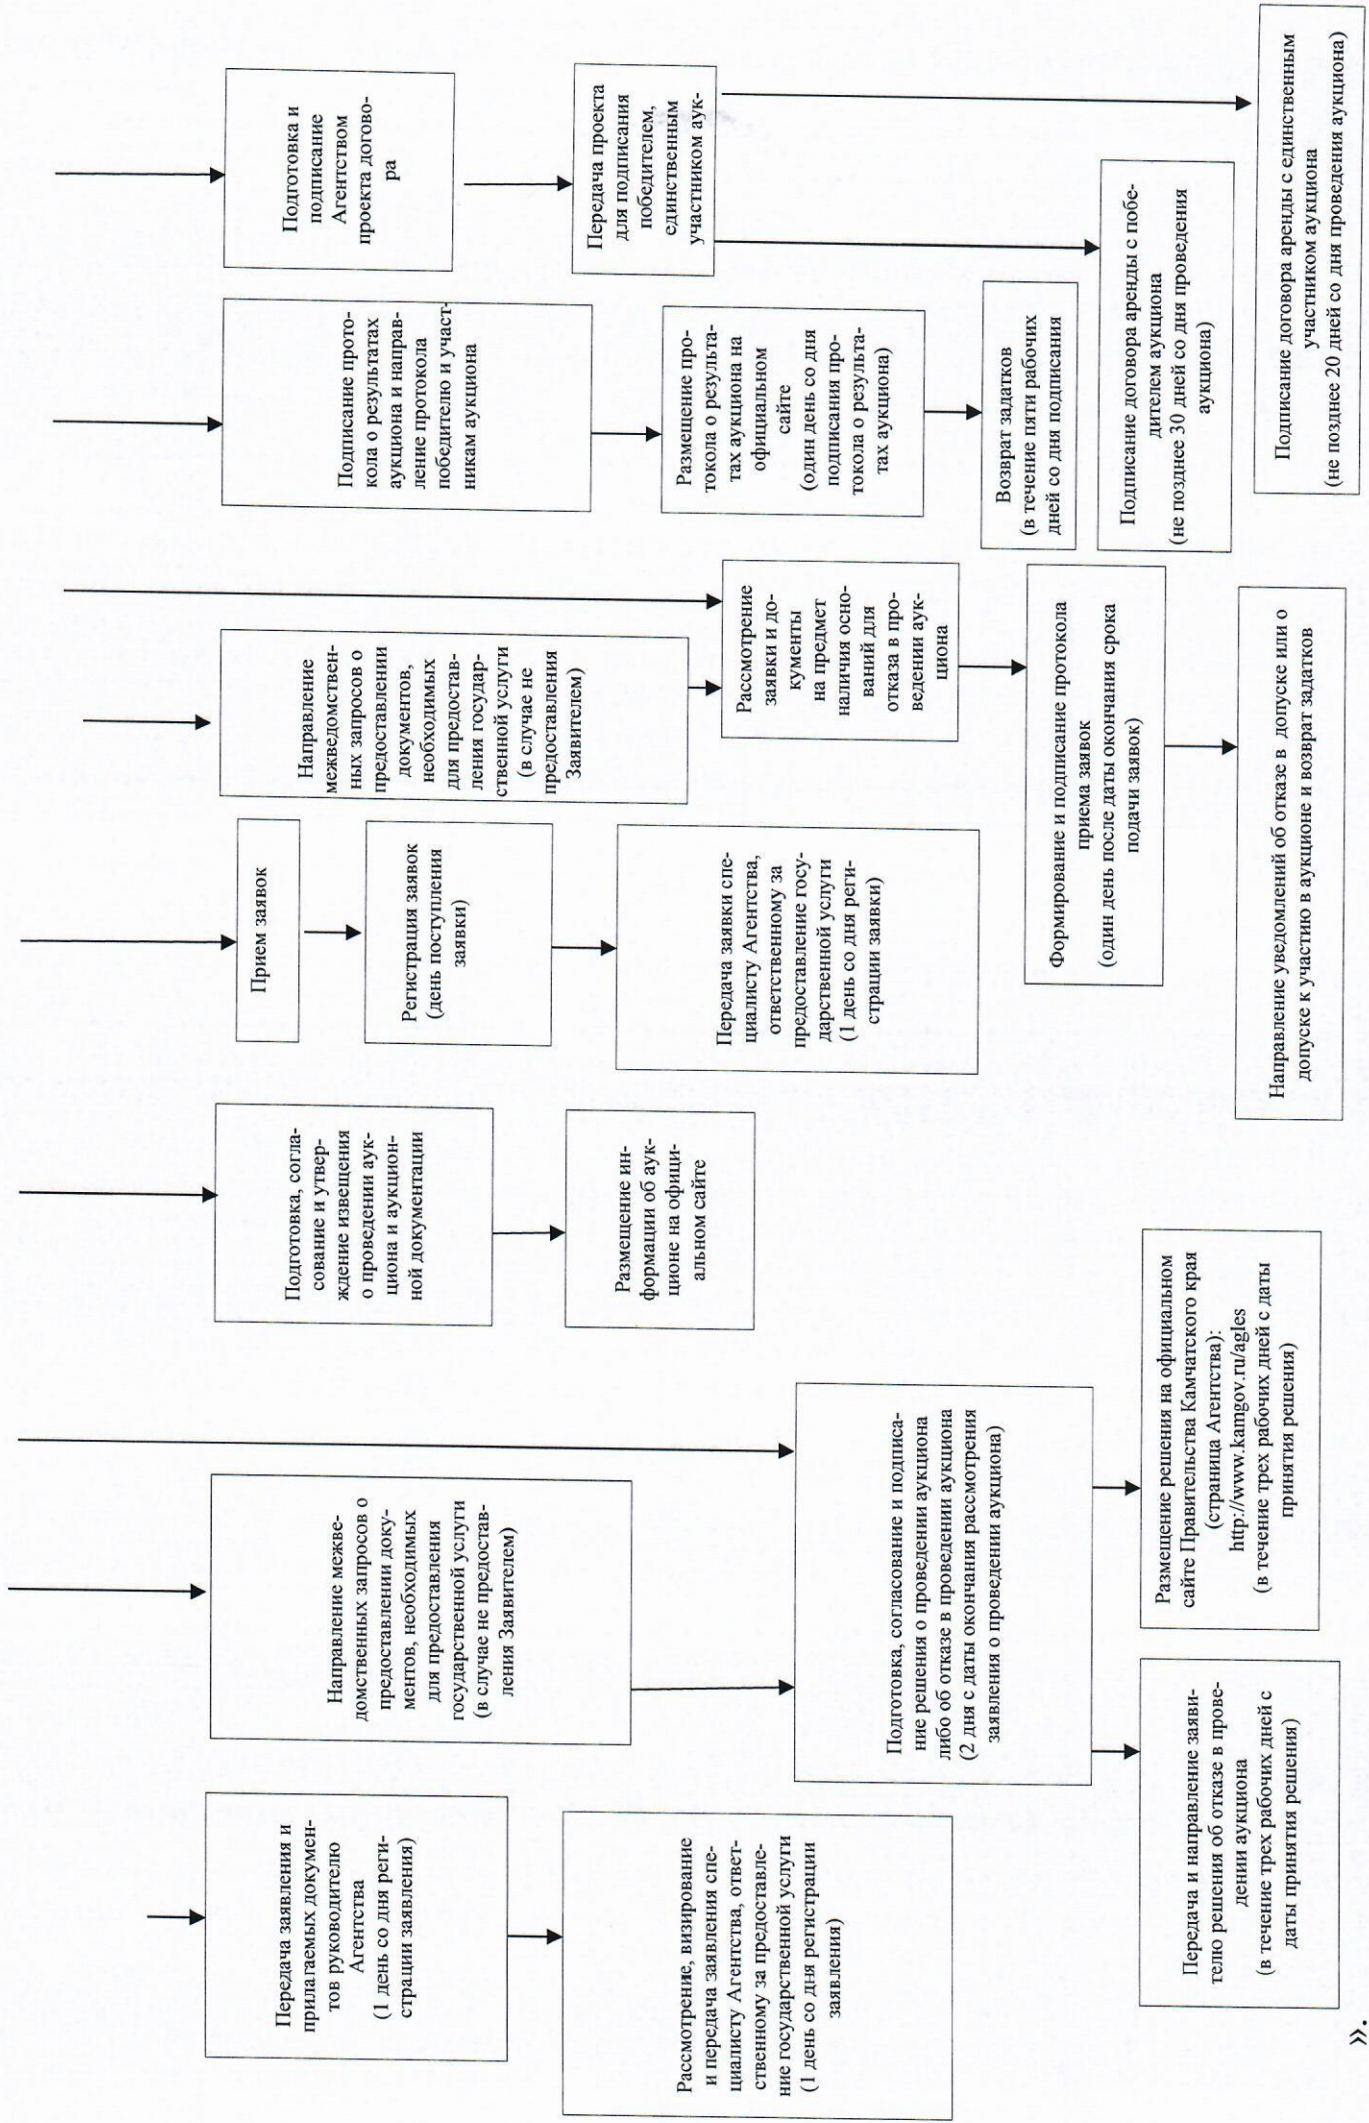 Передача заявления и
прилагаемых докумен-
тов руководителю
Агентства
(1 день со дня реги-
страции заявления)
Рассмотрение, визирование
и передача заявления спе-
циалисту Агентства, ответ-
ственному за предоставле-
ние государственной услуги
(1 день со дня регистрации
заявления)
Направление межве-
домственных запросов о
предоставлении доку-
ментов, необходимых
для предоставления
государственной услуги
(в случае не предостав-
ления Заявителем)
Подготовка, согласование и подписа-
ние решения о проведении аукциона
либо об отказе в проведении аукциона
(2 дня с даты окончания рассмотрения
заявления о проведении аукциона)
Передача и направление заяви-
телю решения об отказе в прове-
дении аукциона
(в течение трех рабочих дней с
даты принятия решения)
Размещение решения на официальном
сайте Правительства Камчатского края
(страница Агентства):
http://www.kamgov.ru/agles
(в течение трех рабочих дней с даты
принятия решения)
Подготовка, согла-
сование и утвер-
ждение извещения
о проведении аук-
циона и аукцион-
ной документации
Размещение ин-
формации об аук-
ционе на офици-
альном сайте
Прием заявок
Регистрация заявок
(день поступления
заявки)
Передача заявки спе-
циалисту Агентства,
ответственному за
предоставление госу-
дарственной услуги
(1 день со дня реги-
страции заявки)
Направление
межведомствен-
ных запросов о
предоставлении
документов,
необходимых
для предостав-
ления государ-
ственной услуги
(в случае не
предоставления
Заявителем)
Рассмотрение
заявки и до-
кументы
на предмет
наличия осно-
ваний для
отказа в про-
ведении аук-
циона
Формирование и подписание протокола
приема заявок
(один день после даты окончания срока
подачи заявок)
Направление уведомлений об отказе в допуске или о
допуске к участию в аукционе и возврат задатков
Подписание прото-
кола о результатах
аукциона и направ-
ление протокола
победителю и участ-
никам аукциона
Размещение про-
токола о результа-
тах аукциона на
официальном
сайте
(один день со дня
подписания про-
токола о результа-
тах аукциона)
Возврат задатков
(в течение пяти рабочих
дней со дня подписания
Подготовка и
подписание
Агентством
проекта догово-
ра
Передача проекта
для подписания
победителем,
единственным
участником аук-
Подписание договора аренды с побе-
дителем аукциона
(не позднее 30 дней со дня проведения
аукциона)
Подписание договора аренды с единственным
участником аукциона
(не позднее 20 дней со дня проведения аукциона)
».